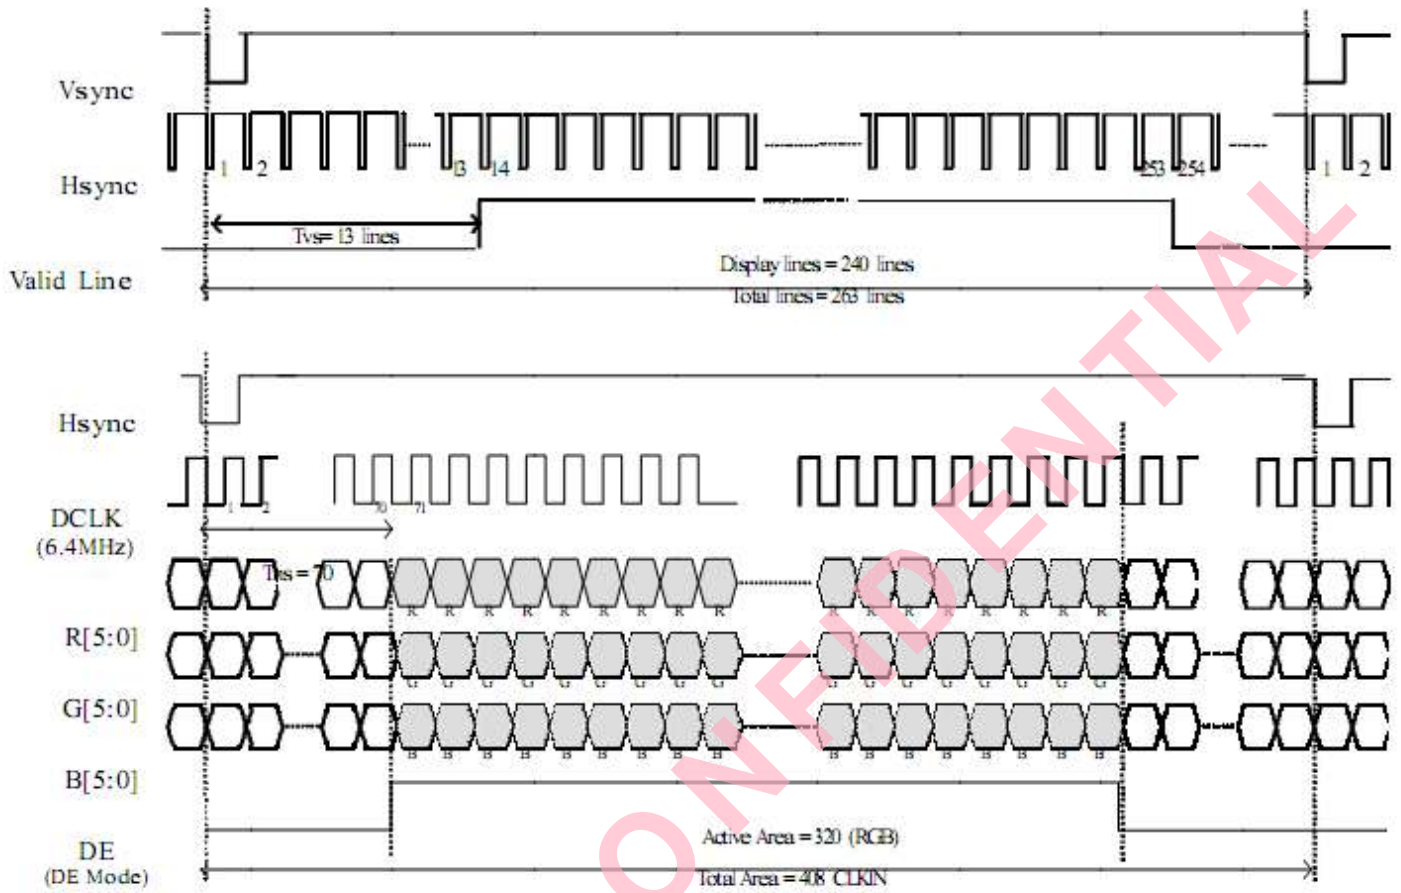 Vsync
1 2 13 14 253 254 1 2
Hsync
Tvs= 13 lines
Display lines = 240 lines
Valid Line
Total lines = 263 lines
Hsync
1 2 70 71
DCLK
(6.4MHz)
Ths = 70
R R R R R R R R R R R R R R R R R
R[5:0]
G G G G G G G G G G G G G G G G G
G[5:0]
B B B B B B B B B B B B B B B B B
B[5:0]
Active Area = 320 (RGB)
DE
(DE Mode)
Total Area = 408 CLKIN
ONFIDENTIAL